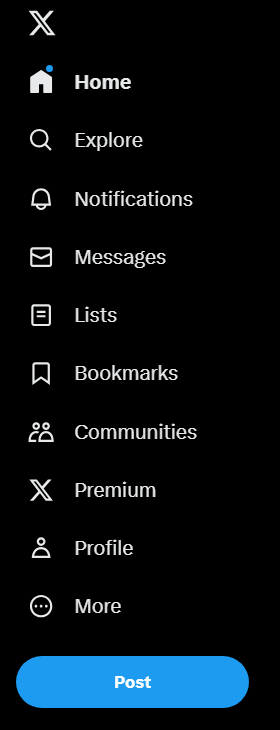 Home
Explore
Notifications
Messages
Lists
Bookmarks
Communities
Premium
Profile
More
Post